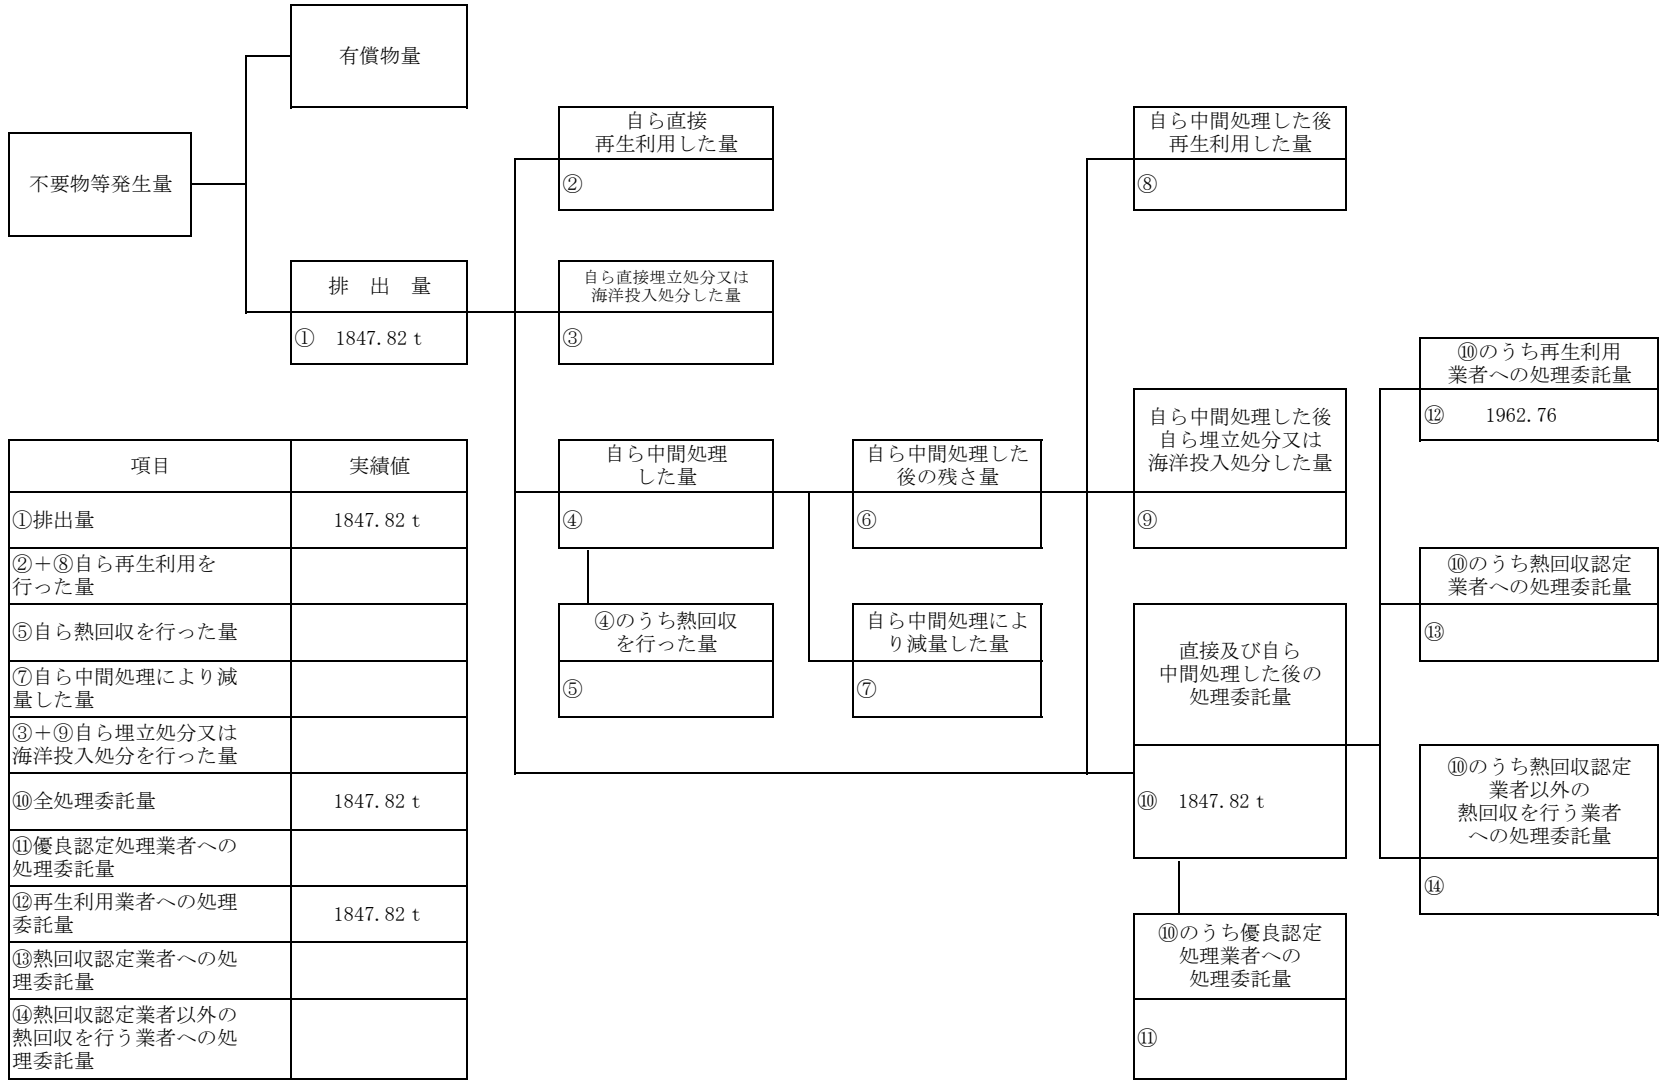 有償物量
不要物等発生量
排　出　量
①　1847.82 t
自ら直接
再生利用した量
②
自ら直接埋立処分又は
海洋投入処分した量
③
自ら中間処理
した量
④
④のうち熱回収
を行った量
⑤
自ら中間処理した
後の残さ量
⑥
自ら中間処理によ
り減量した量
⑦
自ら中間処理した後
再生利用した量
⑧
自ら中間処理した後
自ら埋立処分又は
海洋投入処分した量
⑨
直接及び自ら
中間処理した後の
処理委託量
⑩　1847.82 t
⑩のうち優良認定
処理業者への
処理委託量
⑪
⑩のうち再生利用
業者への処理委託量
⑫　1962.76
⑩のうち熱回収認定
業者への処理委託量
⑬
⑩のうち熱回収認定
業者以外の
熱回収を行う業者
への処理委託量
⑭
項目　実績値
①排出量　1847.82 t
②＋⑧自ら再生利用を
行った量
⑤自ら熱回収を行った量
⑦自ら中間処理により減
量した量
③＋⑨自ら埋立処分又は
海洋投入処分を行った量
⑩全処理委託量　1847.82 t
⑪優良認定処理業者への
処理委託量
⑫再生利用業者への処理
委託量　1847.82 t
⑬熱回収認定業者への処
理委託量
⑭熱回収認定業者以外の
熱回収を行う業者への処
理委託量